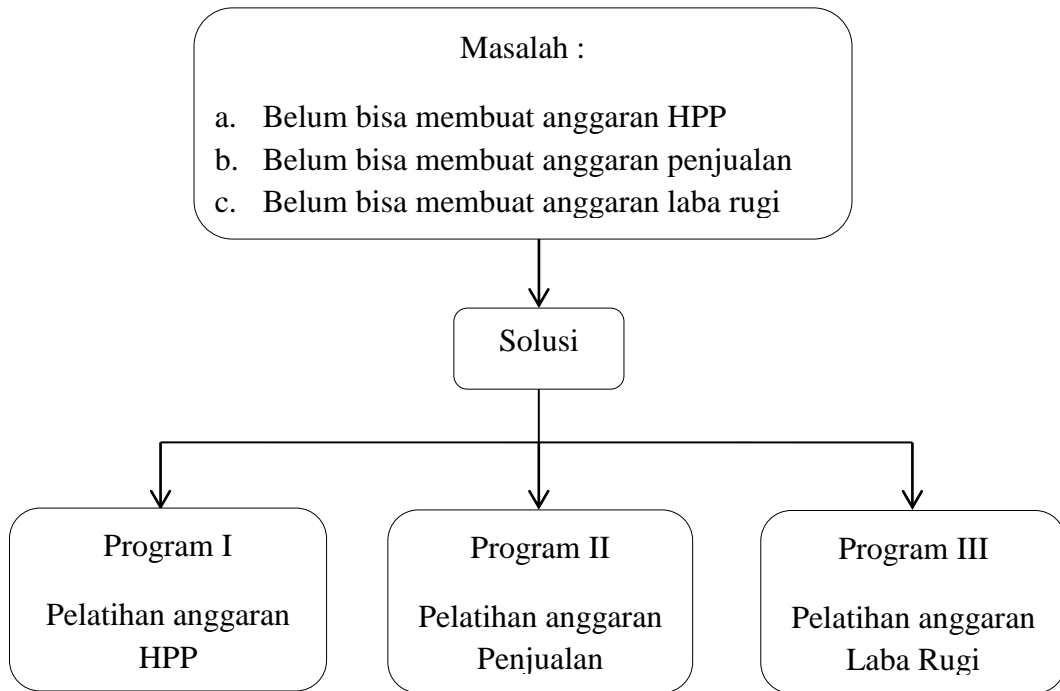 Masalah :
a. Belum bisa membuat anggaran HPP
b. Belum bisa membuat anggaran penjualan
c. Belum bisa membuat anggaran laba rugi
Solusi
Program I
Pelatihan anggaran
HPP
Program II
Pelatihan anggaran
Penjualan
Program III
Pelatihan anggaran
Laba Rugi